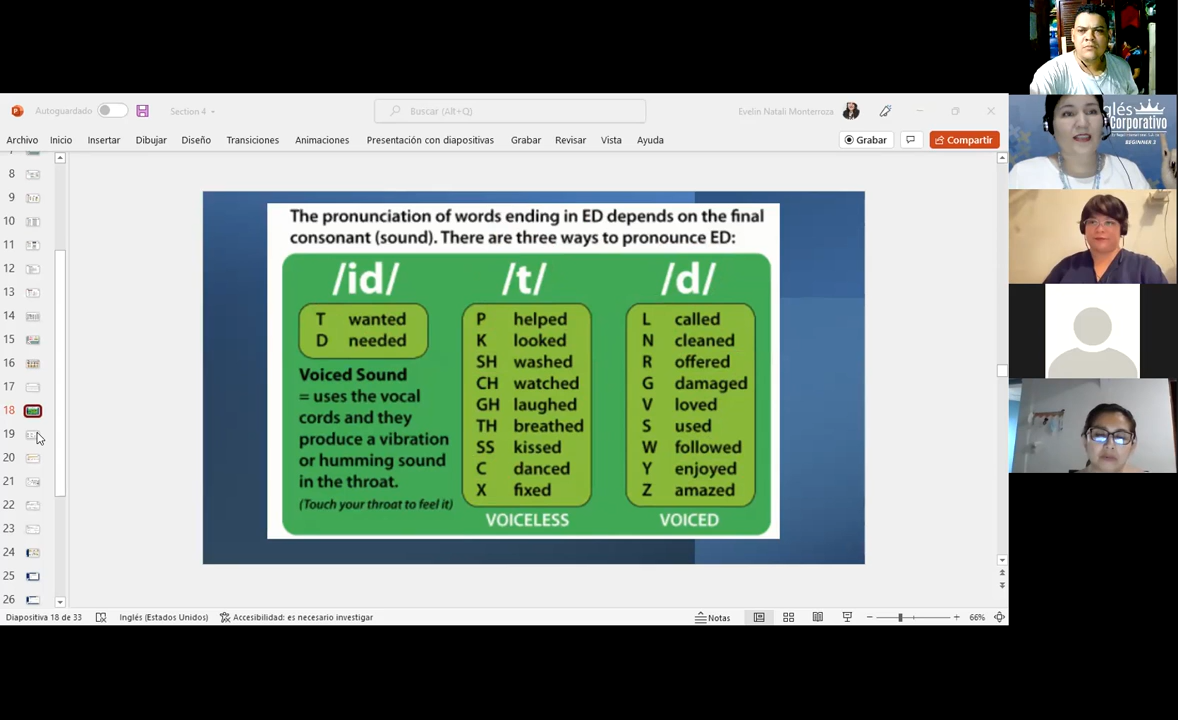 Autoguardado
Section 4
Buscar (Alt+Q)
Evelin Natali Monterroza
Archivo Inicio Insertar Dibujar Diseño Transiciones Animaciones Presentación con diapositivas Grabar Revisar Vista Ayuda
Grabar
Compartir
glés
Corporativo
BEGINNER 3
8
9
10
11
12
13
14
15
16
17
18
19
20
21
22
23
24
25
26
The pronunciation of words ending in ED depends on the final
consonant (sound). There are three ways to pronounce ED:
/id/
T wanted
D needed
Voiced Sound
= uses the vocal
cords and they
produce a vibration
or humming sound
in the throat.
(Touch your throat to feel it)
/t/
P helped
K looked
SH washed
CH watched
GH laughed
TH breathed
SS kissed
C danced
X fixed
VOICELESS
/d/
L called
N cleaned
R offered
G damaged
V loved
S used
W followed
Y enjoyed
Z amazed
VOICED
Diapositiva 18 de 33 Inglés (Estados Unidos) Accesibilidad: es necesario investigar Notas 66%